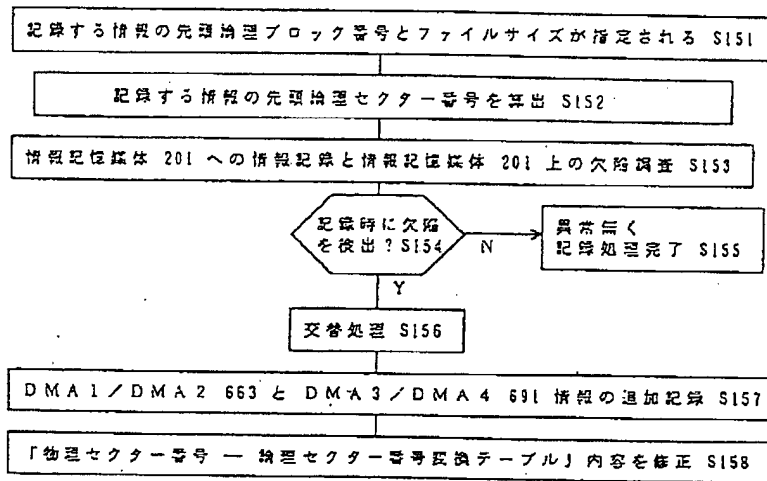 記録する情報の先頭論理ブロック番号とファイルサイズが指定される S151
記録する情報の先頭論理セクター番号を算出 S152
情報記憶媒体 201 への情報記録と情報記憶媒体 201 上の欠陥調査 S153
記録時に欠陥
を検出？S154
N
異常無く
記録処理完了 S155
Y
交替処理 S156
ＤＭＡ１／ＤＭＡ２ 663 と ＤＭＡ３／ＤＭＡ４ 691 情報の追加記録 S157
「物理セクター番号 ― 論理セクター番号変換テーブル」内容を修正 S158